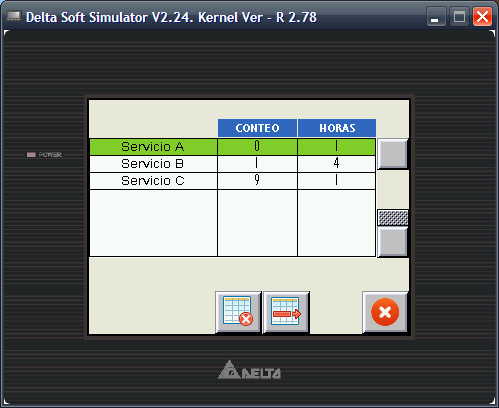 Delta Soft Simulator V2.24. Kernel Ver - R 2.78
CONTEO HORAS
Servicio A 0 1
Servicio B 1 4
Servicio C 9 1
POWER
DELTA